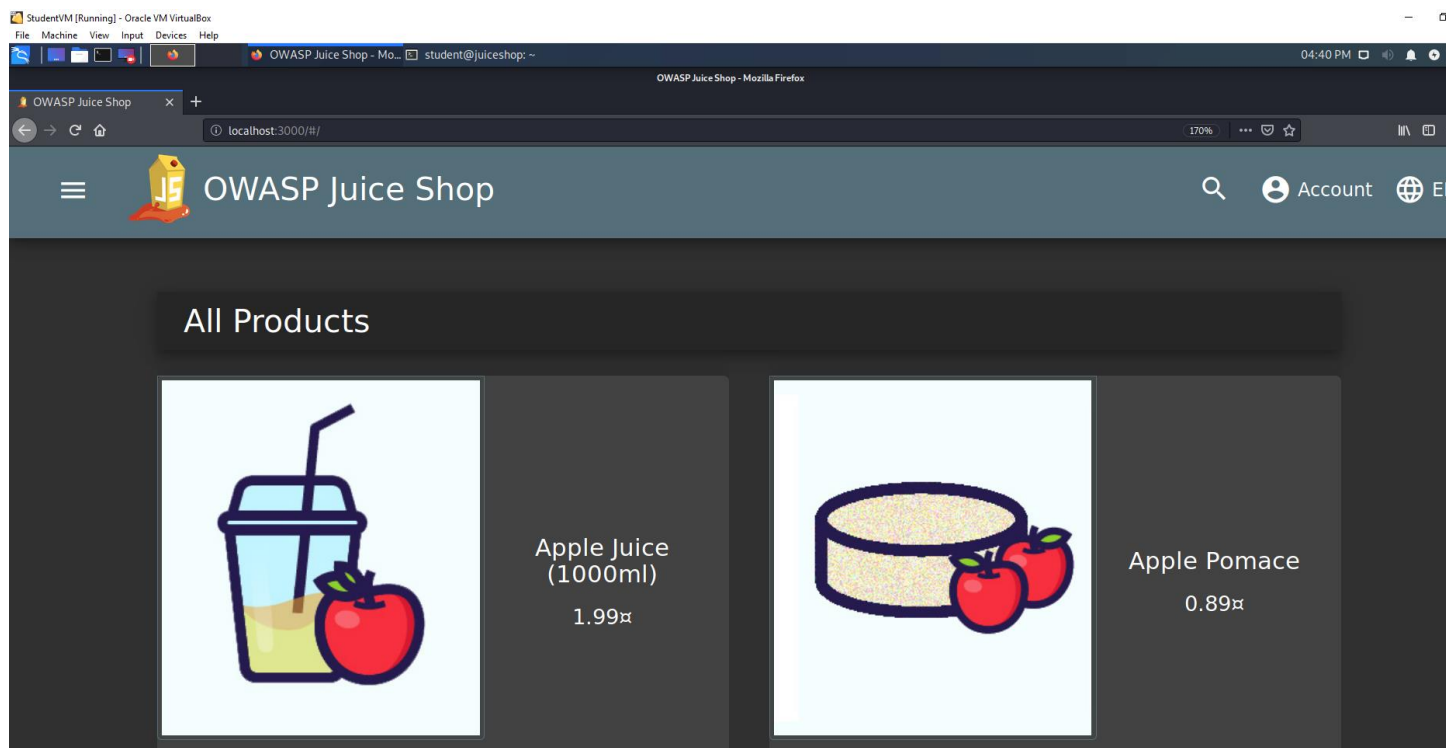 StudentVM [Running] - Oracle VM VirtualBox
File Machine View Input Devices Help
OWASP Juice Shop - Mo... student@juiceshop: ~ 04:40 PM
OWASP Juice Shop - Mozilla Firefox
OWASP Juice Shop
localhost:3000/#/ 170%
JS OWASP Juice Shop Account
All Products
Apple Juice
(1000ml)
1.99¤
Apple Pomace
0.89¤